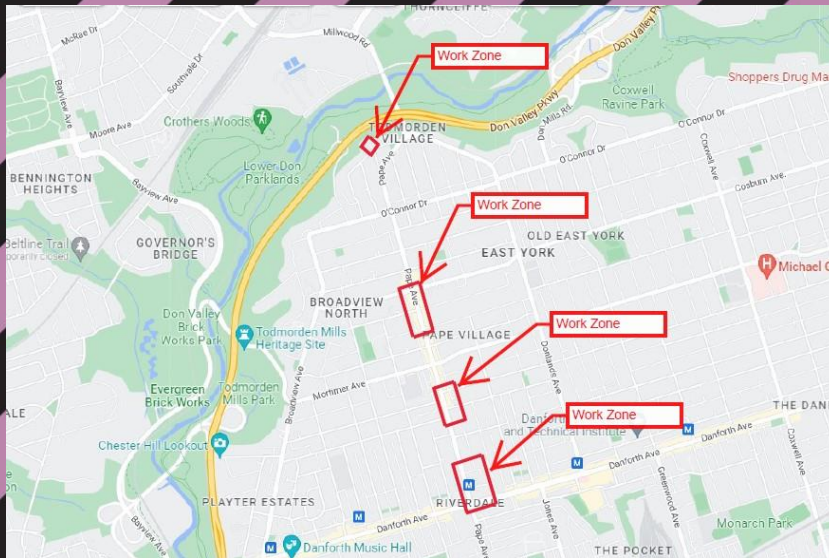 THORNCLIFFE
McRae Dr
Millwood Rd
Don Valley Pkwy
Work Zone
Southvale Dr
Bayview Ave
Shoppers Drug Ma
Coxwell
Ravine Park
Crothers Woods
Moore Ave
TODMORDEN
VILLAGE
Don Valley Pkwy
Don Mills Rd.
O'Connor Dr
Pape Ave
Lower Don
Parklands
O'Connor Dr
Coxwell Ave
BENNINGTON
HEIGHTS
Bayview Ave
Cosburn Ave
Work Zone
O'Connor Dr
Beltline Trail
porarily Closed
GOVERNOR'S
BRIDGE
OLD EAST YORK
EAST YORK
Pape Ave
H
Michael G
BROADVIEW
NORTH
Don Valley
Brick
Works Park
Todmorden Mills
Heritage Site
Work Zone
PAPE VILLAGE
Donlands Ave
Mortimer Ave
Broadview Ave
Evergreen
Brick Works
Todmorden
Mills Park
ALE
THE DAN
Work Zone
Danforth
and Technical Institute
M
Danforth Ave
Coxwell Ave
Chester Hill Lookout
M
Danforth Ave
M
Greenwood Ave
PLAYTER ESTATES
RIVERDALE
Jones Ave
M
Danforth Ave
Monarch Park
Bayview Ave
Pape Ave
M
Danforth Music Hall
THE POCKET